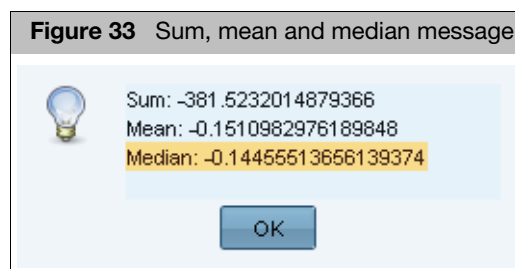 Figure 33 Sum, mean and median message
Sum: -381.5232014879366
Mean: -0.1510982976189848
Median: -0.14455513656139374
OK